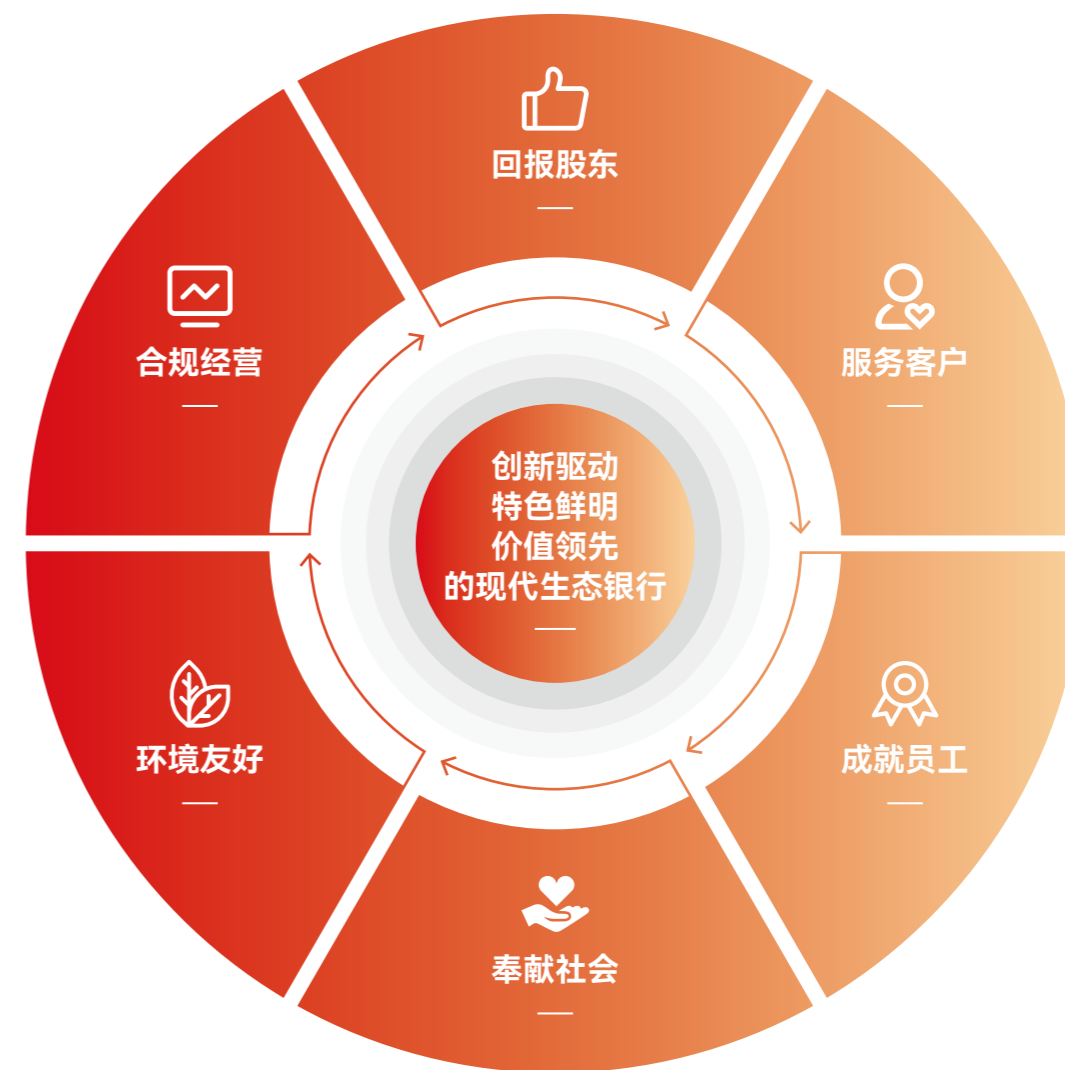 回报股东
服务客户
成就员工
奉献社会
环境友好
合规经营
创新驱动
特色鲜明
价值领先
的现代生态银行